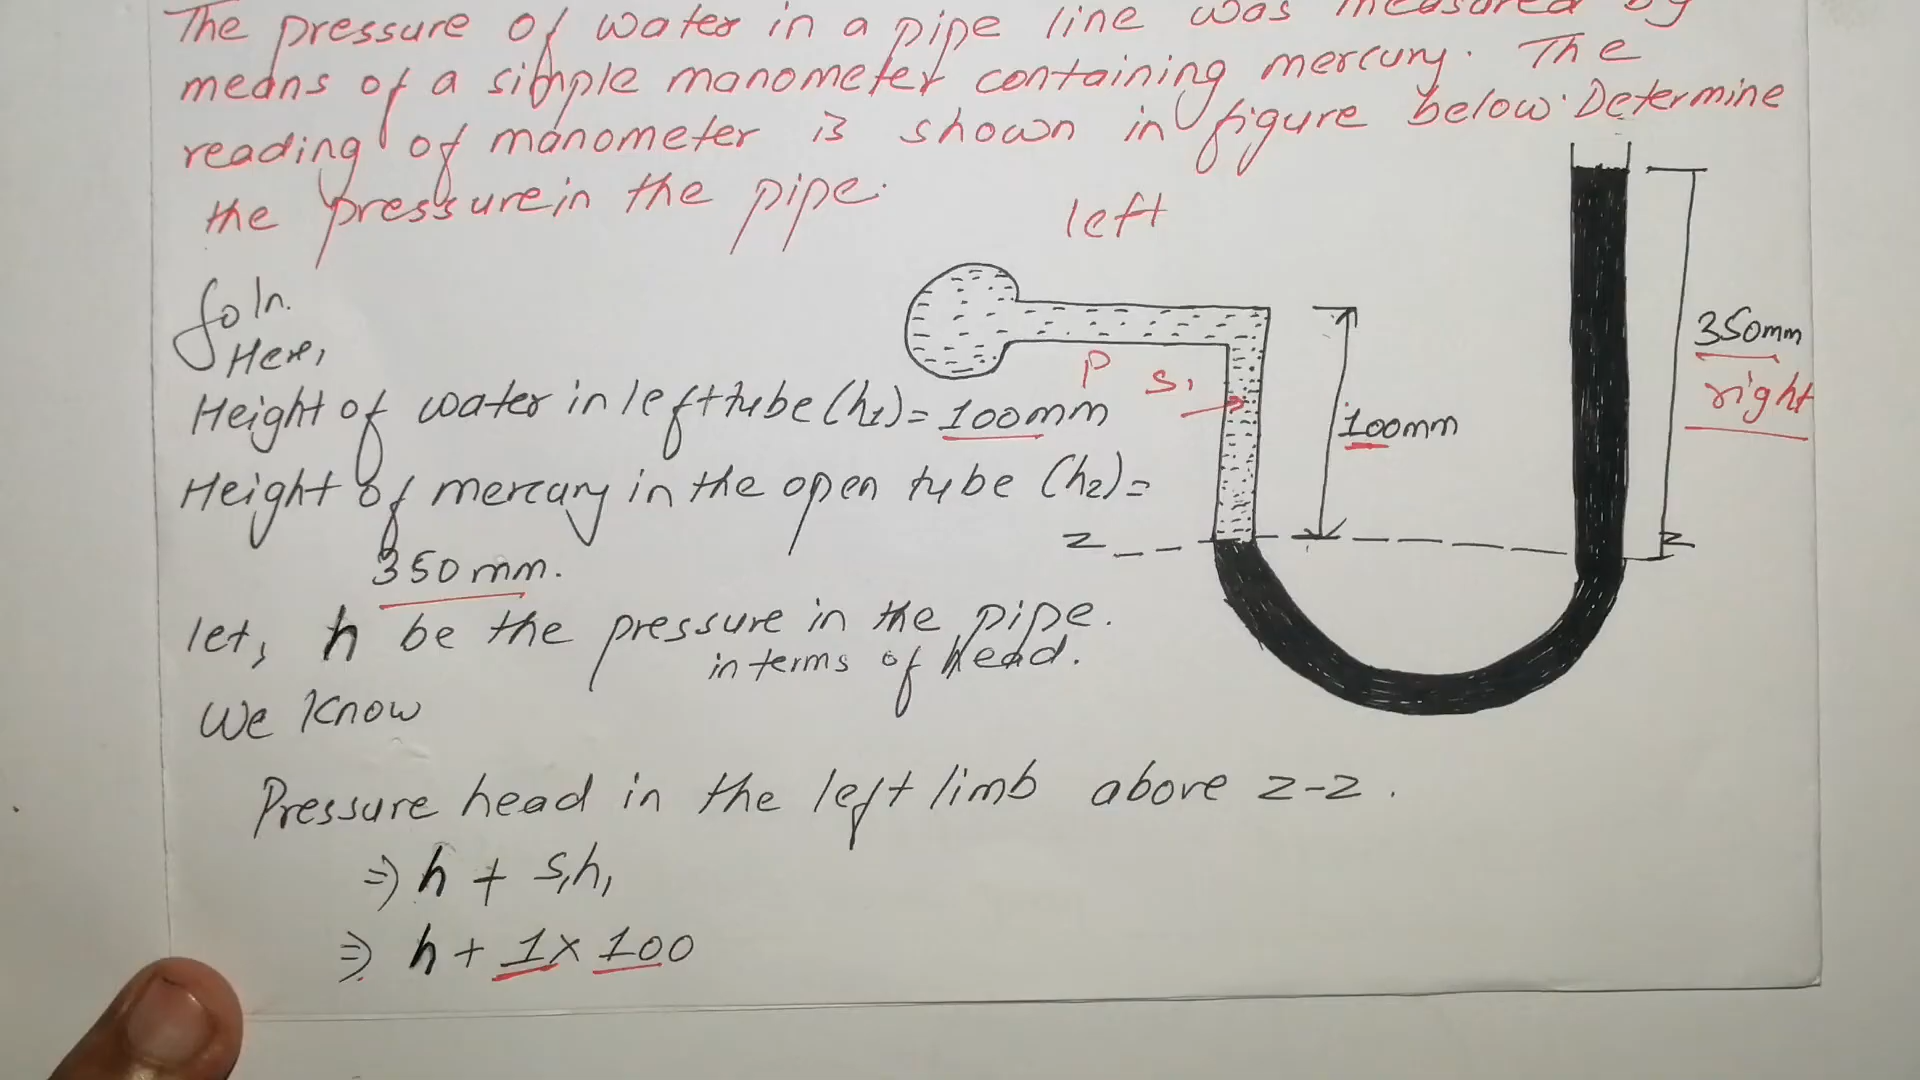 The pressure of water in a pipe line was measured by
means of a simple manometer containing mercury. The
reading of manometer is shown in figure below. Determine
the pressure in the pipe.
left
Soln.
Here,
350mm
right
P
S1
Height of water in left tube (h1) = 100mm
100mm
Height of mercury in the open tube (h2) =
350mm.
Z
Z
let, h be the pressure in the pipe.
in terms of head.
We know
Pressure head in the left limb above z-z.
⇒ h + s1h1
⇒ h + 1 × 100